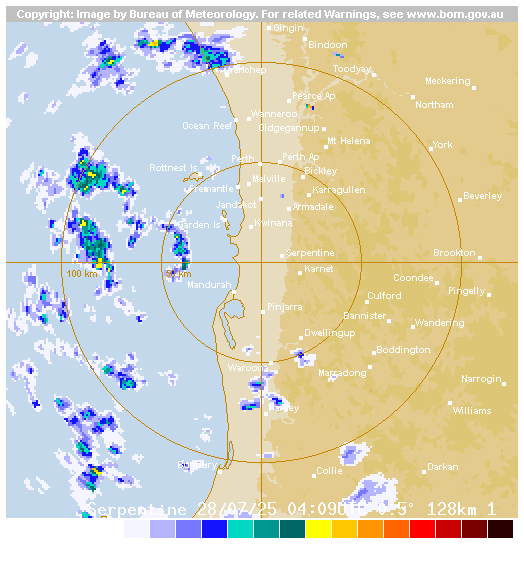 Copyright: Image by Bureau of Meteorology. For related Warnings, see www.bom.gov.au
Gingin
Bindoon
Toodyay
Meckering
Pearce Ap
Northam
Wanneroo
Ocean Reef
Gidgegannup
Mt Helena
York
Perth
Perth Ap
Rottnest Is
Bickley
Melville
Fremantle
Karragullen
Beverley
Jandakot
Armadale
Garden Is
Kwinana
Serpentine
Brookton
Karnet
100 km
50 km
Coondee
Mandurah
Pingelly
Cufford
Pinjarra
Bannister
Wandering
Dwellingup
Boddington
Waroona
Marradong
Narrogin
Williams
Bunbury
Collie
Darkan
Serpentine 28/07/25 04:09UTC 0.5° 128km 1